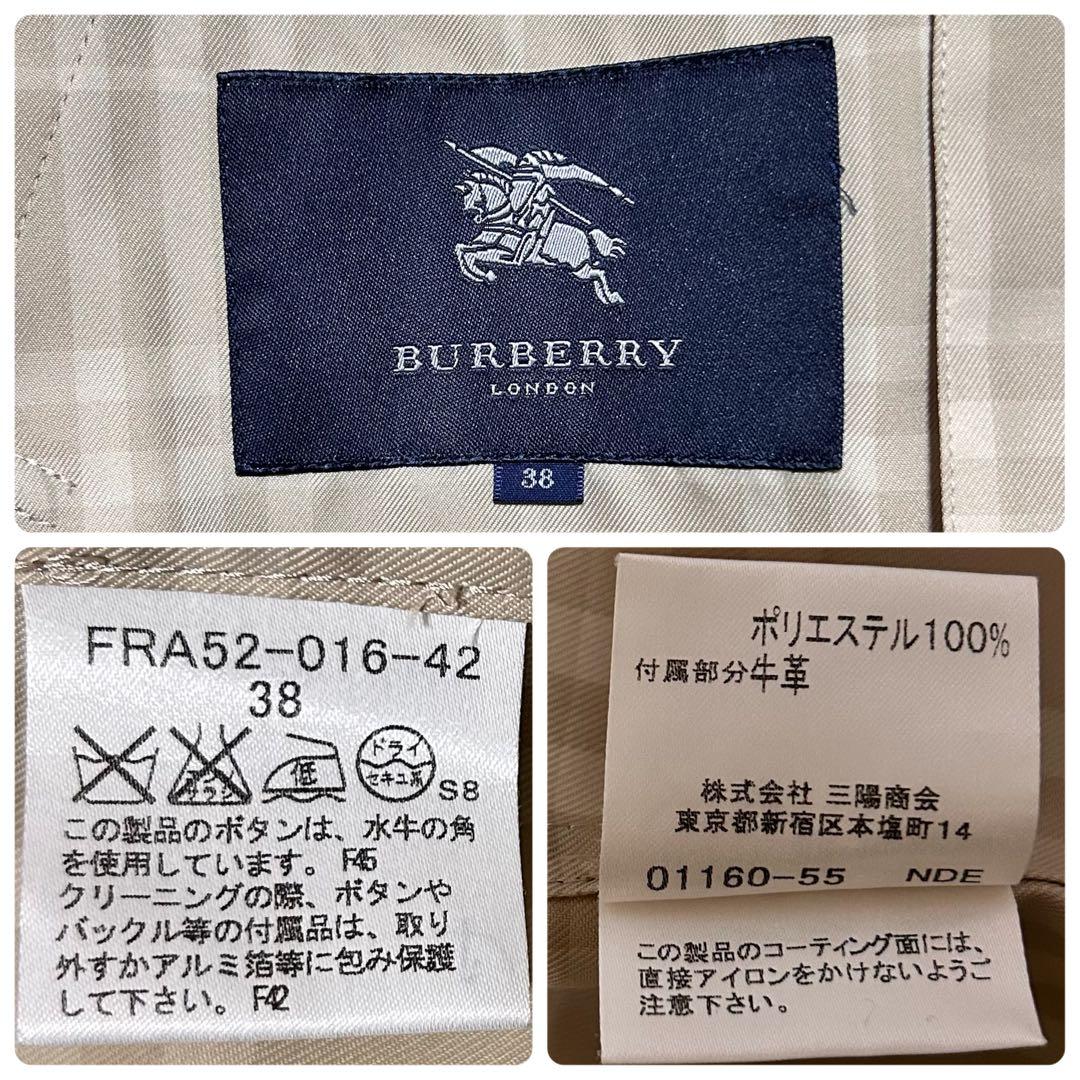 BURBERRY
LONDON
38
FRA52-016-42
38
エンソ
サラシ
低
ドライ
セキユ系
S8
この製品のボタンは、水牛の角
を使用しています。F45
クリーニングの際、ボタンや
バックル等の付属品は、取り
外すかアルミ箔等に包み保護
して下さい。F42
ポリエステル100%
付属部分牛革
株式会社 三陽商会
東京都新宿区本塩町14
01160-55 NDE
この製品のコーティング面には、
直接アイロンをかけないようご
注意下さい。